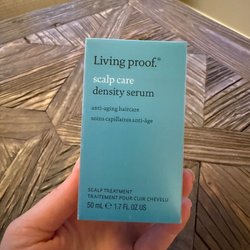 Living proof.®
scalp care
density serum
anti-aging haircare
soins capillaires anti-âge
SCALP TREATMENT
TRAITEMENT POUR CUIR CHEVELU
50 mL ℮ 1.7 FL OZ US